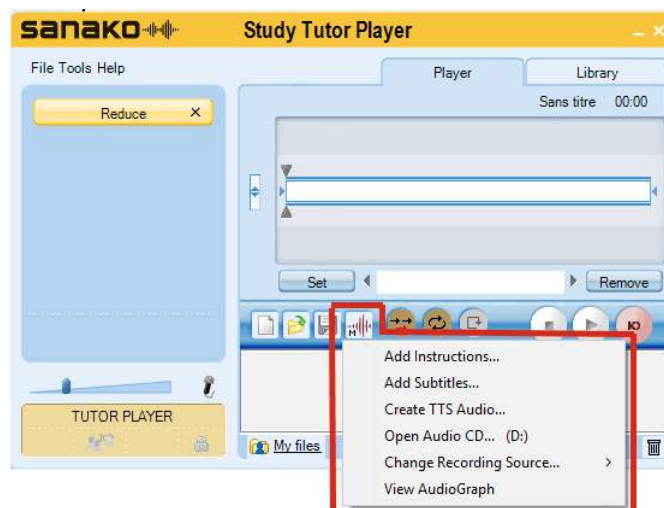 sanako Study Tutor Player
File Tools Help
Player Library
Sans titre 00:00
Reduce ×
Set Remove
M
Add Instructions...
Add Subtitles...
Create TTS Audio...
Open Audio CD... (D:)
Change Recording Source... >
View AudioGraph
TUTOR PLAYER
My files